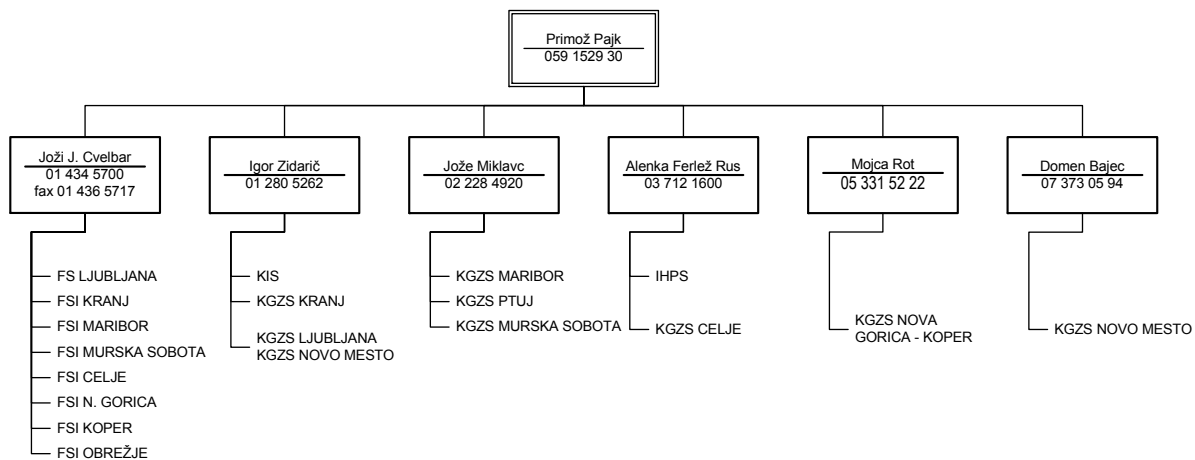 Primož Pajk
059 1529 30
Joži J. Cvelbar
01 434 5700
fax 01 436 5717
Igor Zidarič
01 280 5262
Jože Miklavc
02 228 4920
Alenka Ferlež Rus
03 712 1600
Mojca Rot
05 331 52 22
Domen Bajec
07 373 05 94
FS LJUBLJANA
FSI KRANJ
FSI MARIBOR
FSI MURSKA SOBOTA
FSI CELJE
FSI N. GORICA
FSI KOPER
FSI OBREŽJE
KIS
KGZS KRANJ
KGZS LJUBLJANA
KGZS NOVO MESTO
KGZS MARIBOR
KGZS PTUJ
KGZS MURSKA SOBOTA
IHPS
KGZS CELJE
KGZS NOVA
GORICA - KOPER
KGZS NOVO MESTO